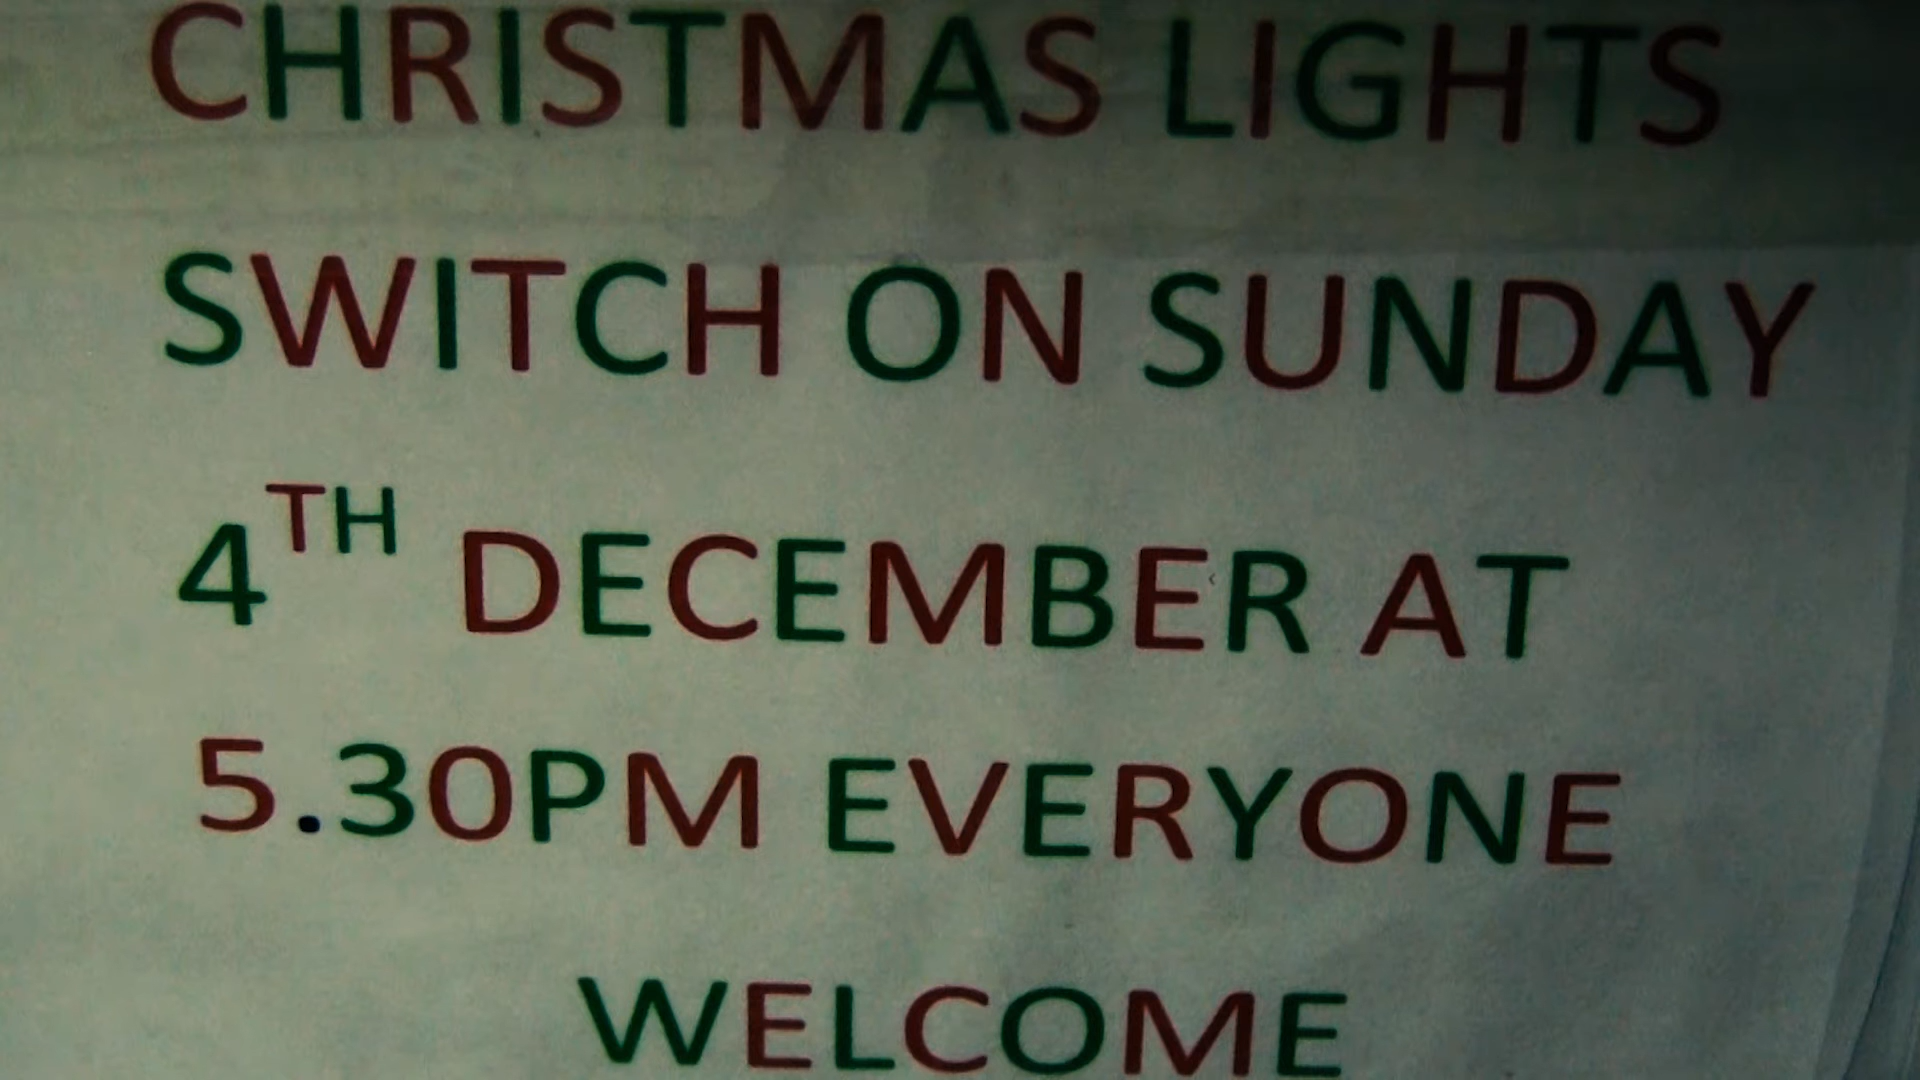 CHRISTMAS LIGHTS
SWITCH ON SUNDAY
4TH DECEMBER AT
5.30PM EVERYONE
WELCOME